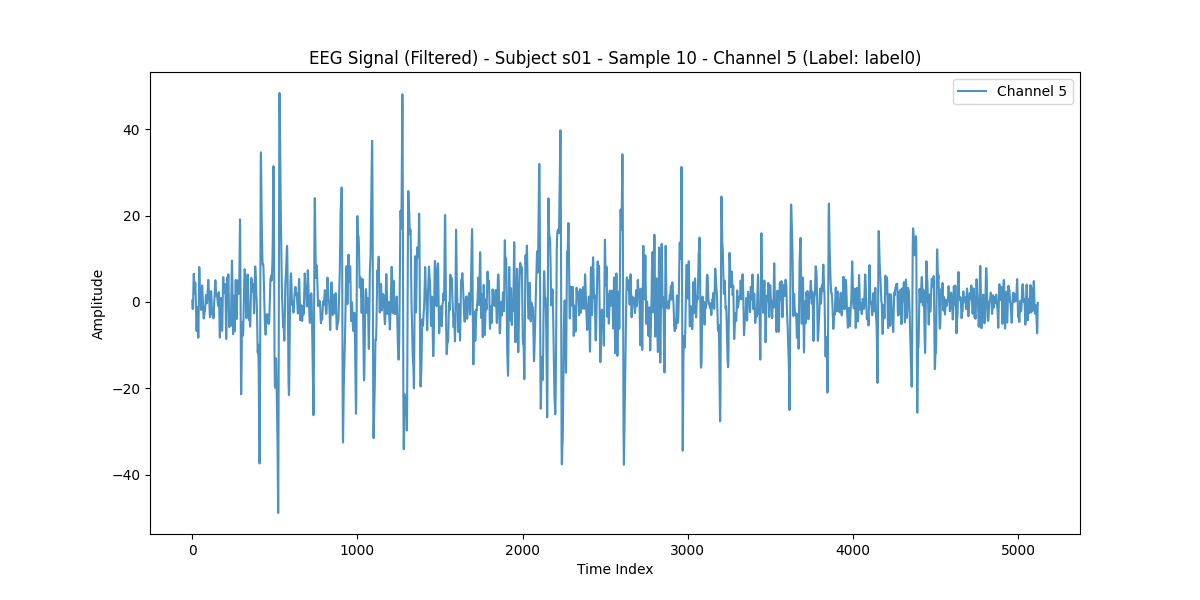 EEG Signal (Filtered) - Subject s01 - Sample 10 - Channel 5 (Label: label0)
Channel 5
Amplitude
40
20
0
−20
−40
0 1000 2000 3000 4000 5000
Time Index